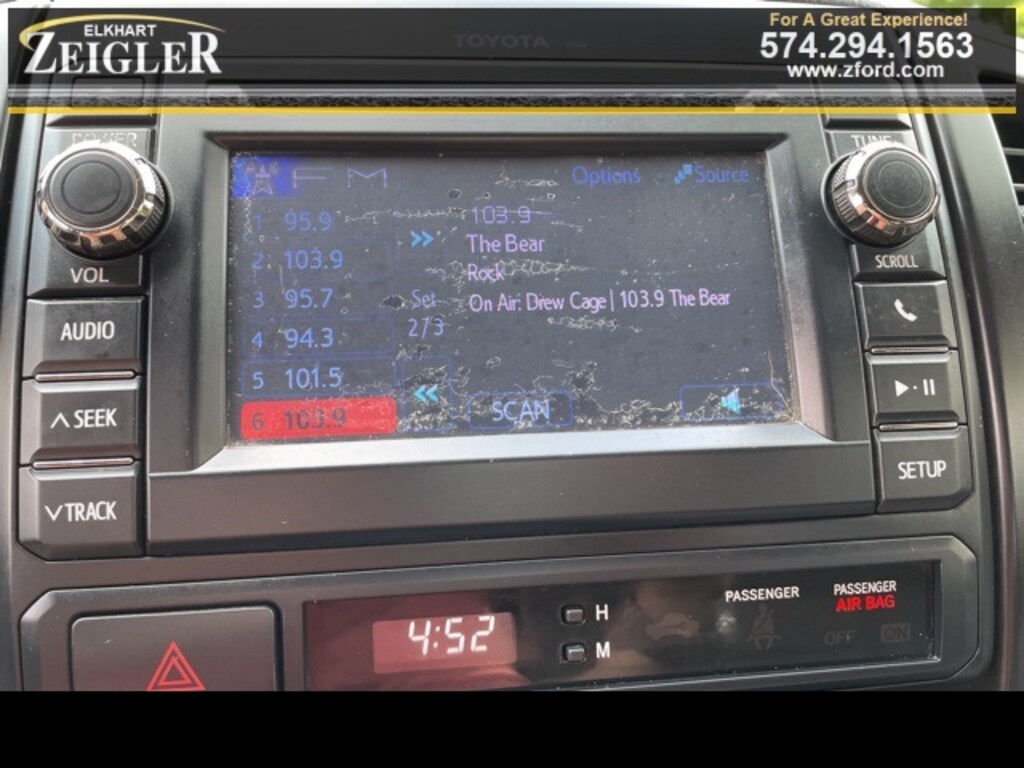 ELKHART
ZEIGLER
For A Great Experience!
574.294.1563
www.zford.com
TOYOTA
POWER
VOL
AUDIO
∧ SEEK
∨ TRACK
FM
Options
Source
1 95.9
2 103.9
3 95.7
4 94.3
5 101.5
6 103.9
Set
2/3
103.9
The Bear
Rock
On Air: Drew Cage | 103.9 The Bear
SCAN
TUNE
SCROLL
SETUP
4:52
H
M
PASSENGER
PASSENGER
AIR BAG
OFF
ON